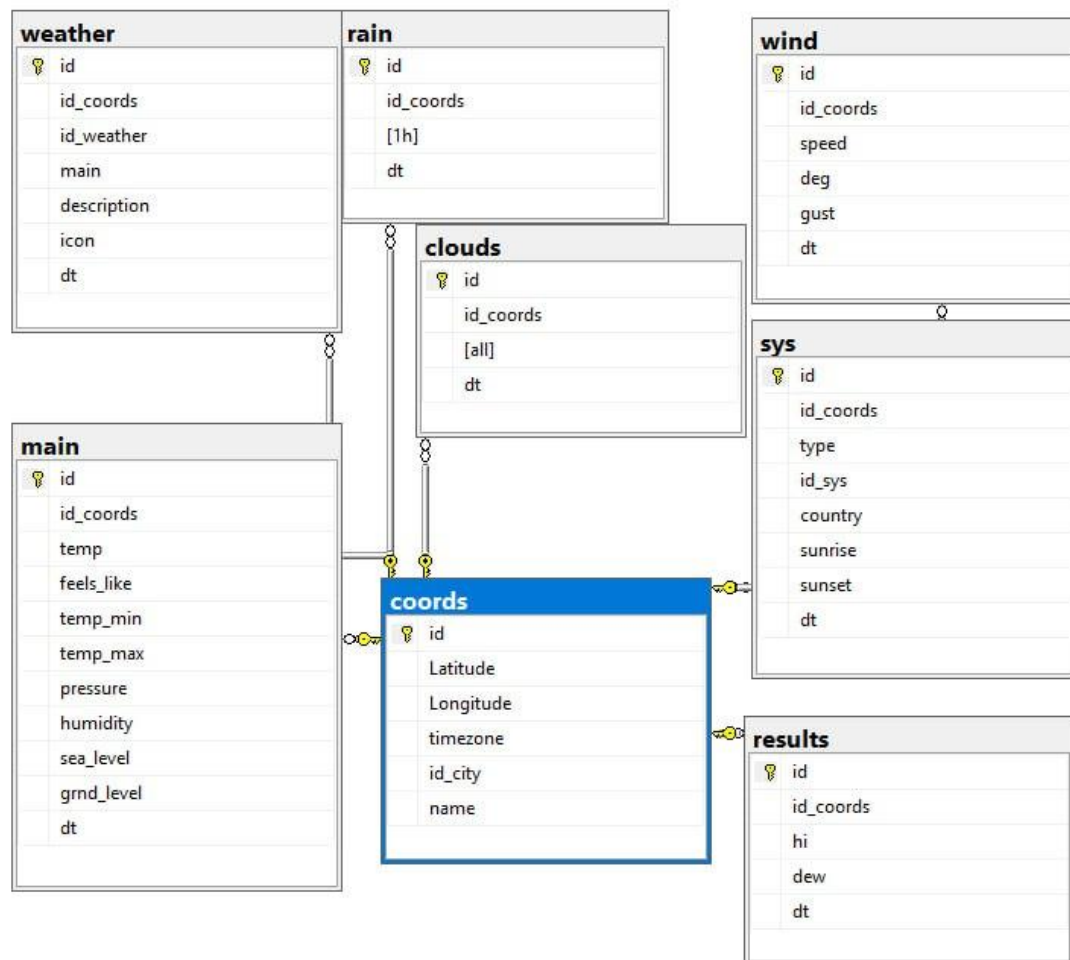 weather
id
id_coords
id_weather
main
description
icon
dt
rain
id
id_coords
[1h]
dt
wind
id
id_coords
speed
deg
gust
dt
clouds
id
id_coords
[all]
dt
sys
id
id_coords
type
id_sys
country
sunrise
sunset
dt
main
id
id_coords
temp
feels_like
temp_min
temp_max
pressure
humidity
sea_level
grnd_level
dt
coords
id
Latitude
Longitude
timezone
id_city
name
results
id
id_coords
hi
dew
dt